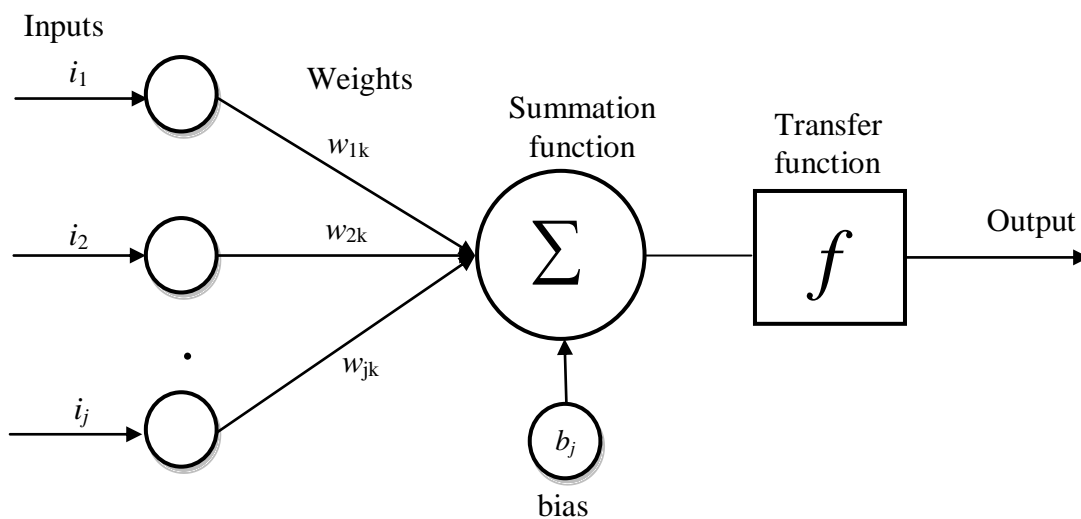 Inputs
i1
Weights
Summation
function
Transfer
function
w1k
i2
w2k
Σ
f
Output
.
wjk
ij
bj
bias